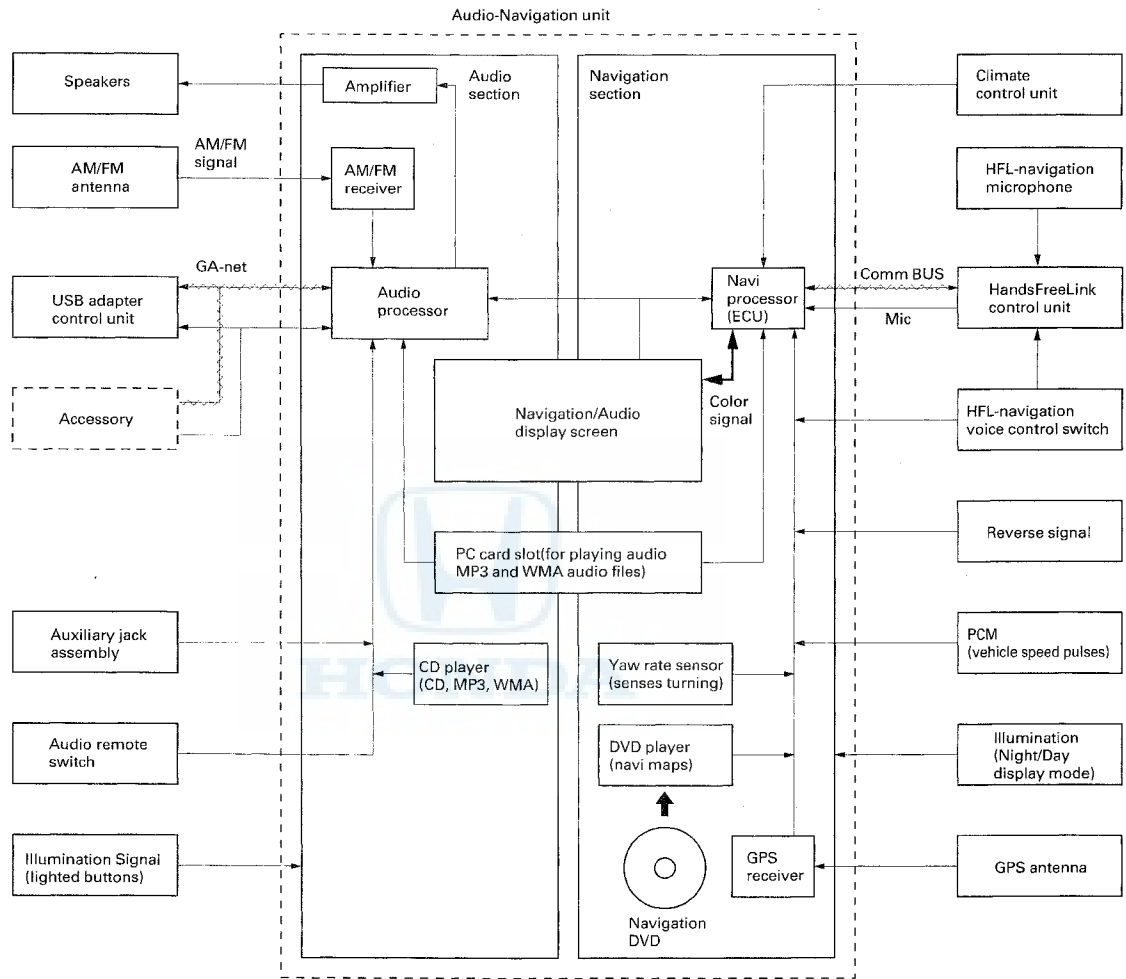 Audio-Navigation unit
Speakers
Amplifier
Audio
section
Navigation
section
Climate
control unit
AM/FM
signal
AM/FM
antenna
AM/FM
receiver
HFL-navigation
microphone
GA-net
USB adapter
control unit
Audio
processor
Navi
processor
(ECU)
Comm BUS
Mic
HandsFreeLink
control unit
Accessory
Navigation/Audio
display screen
Color
signal
HFL-navigation
voice control switch
PC card slot(for playing audio
MP3 and WMA audio files)
Reverse signal
Auxiliary jack
assembly
CD player
(CD, MP3, WMA)
Yaw rate sensor
(senses turning)
PCM
(vehicle speed pulses)
HONDA
Audio remote
switch
DVD player
(navi maps)
Illumination
(Night/Day
display mode)
Illumination Signal
(lighted buttons)
GPS
receiver
GPS antenna
Navigation
DVD